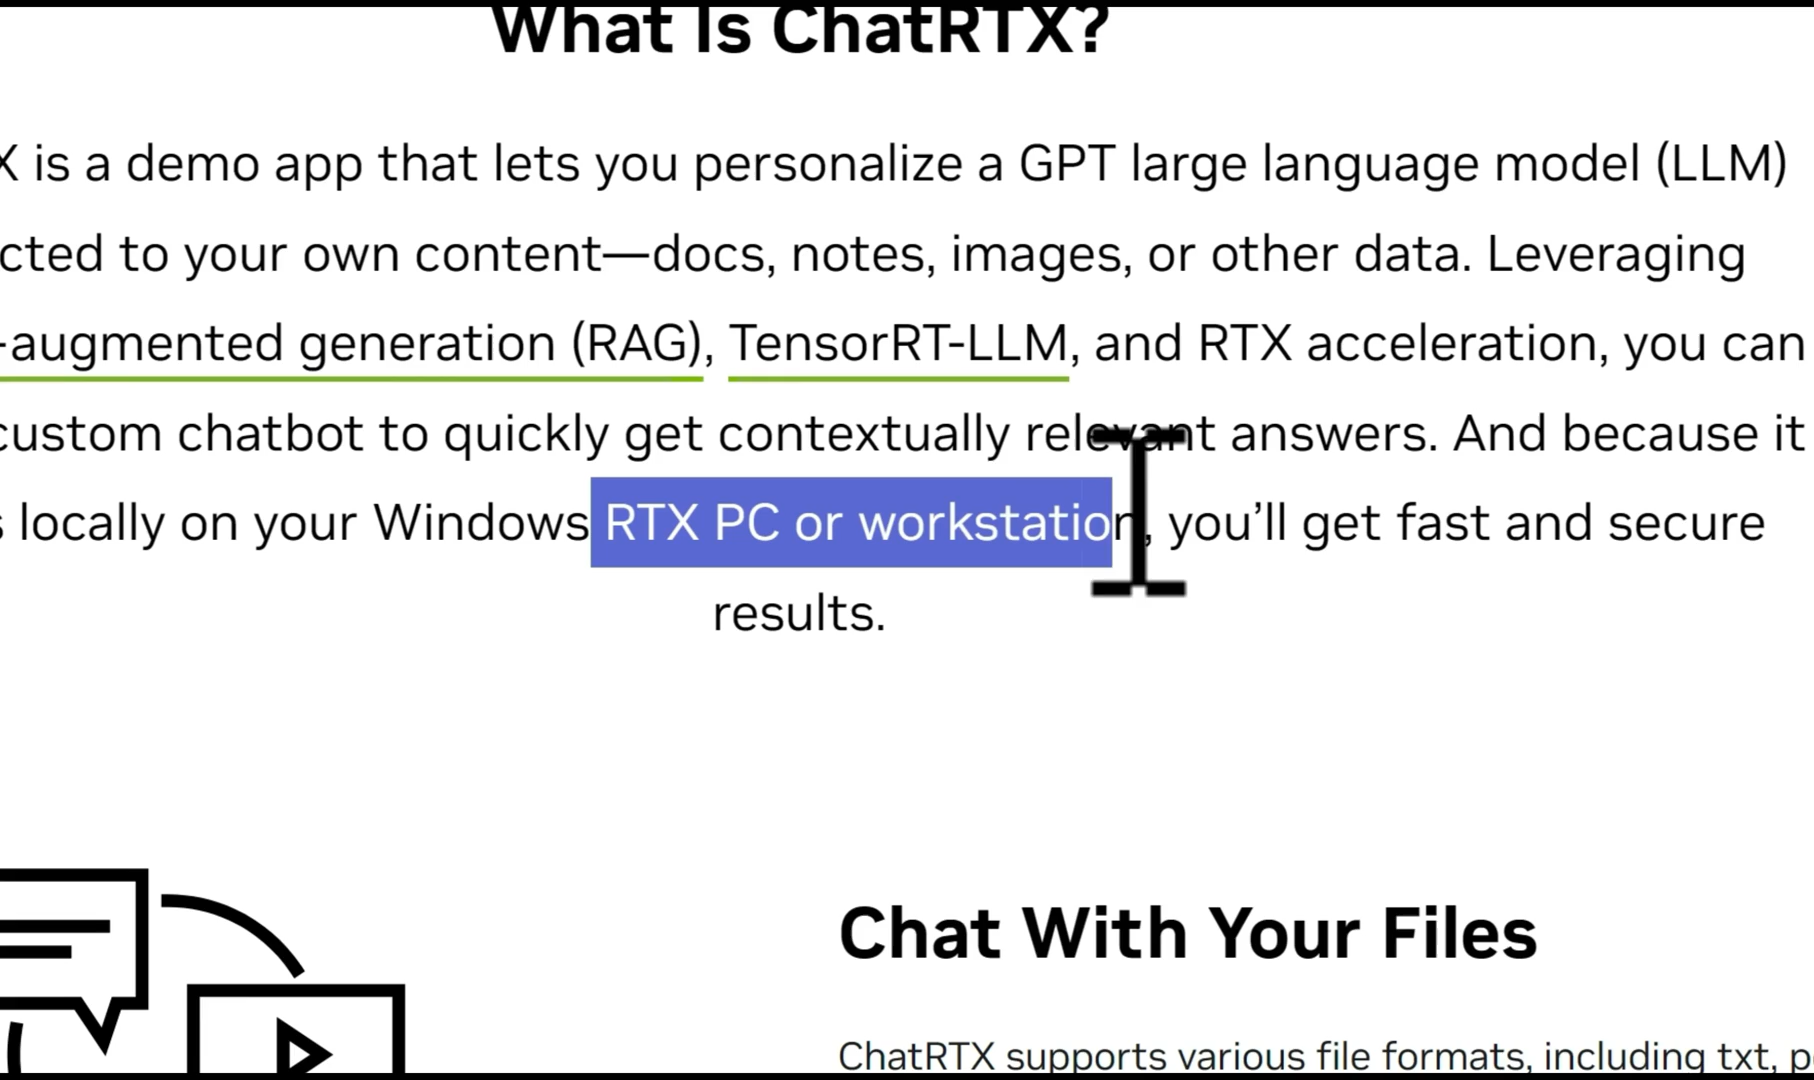 What Is ChatRTX?
X is a demo app that lets you personalize a GPT large language model (LLM)
cted to your own content—docs, notes, images, or other data. Leveraging
-augmented generation (RAG), TensorRT-LLM, and RTX acceleration, you can
custom chatbot to quickly get contextually relevant answers. And because it
s locally on your Windows RTX PC or workstation, you’ll get fast and secure
results.
Chat With Your Files
ChatRTX supports various file formats, including txt, p